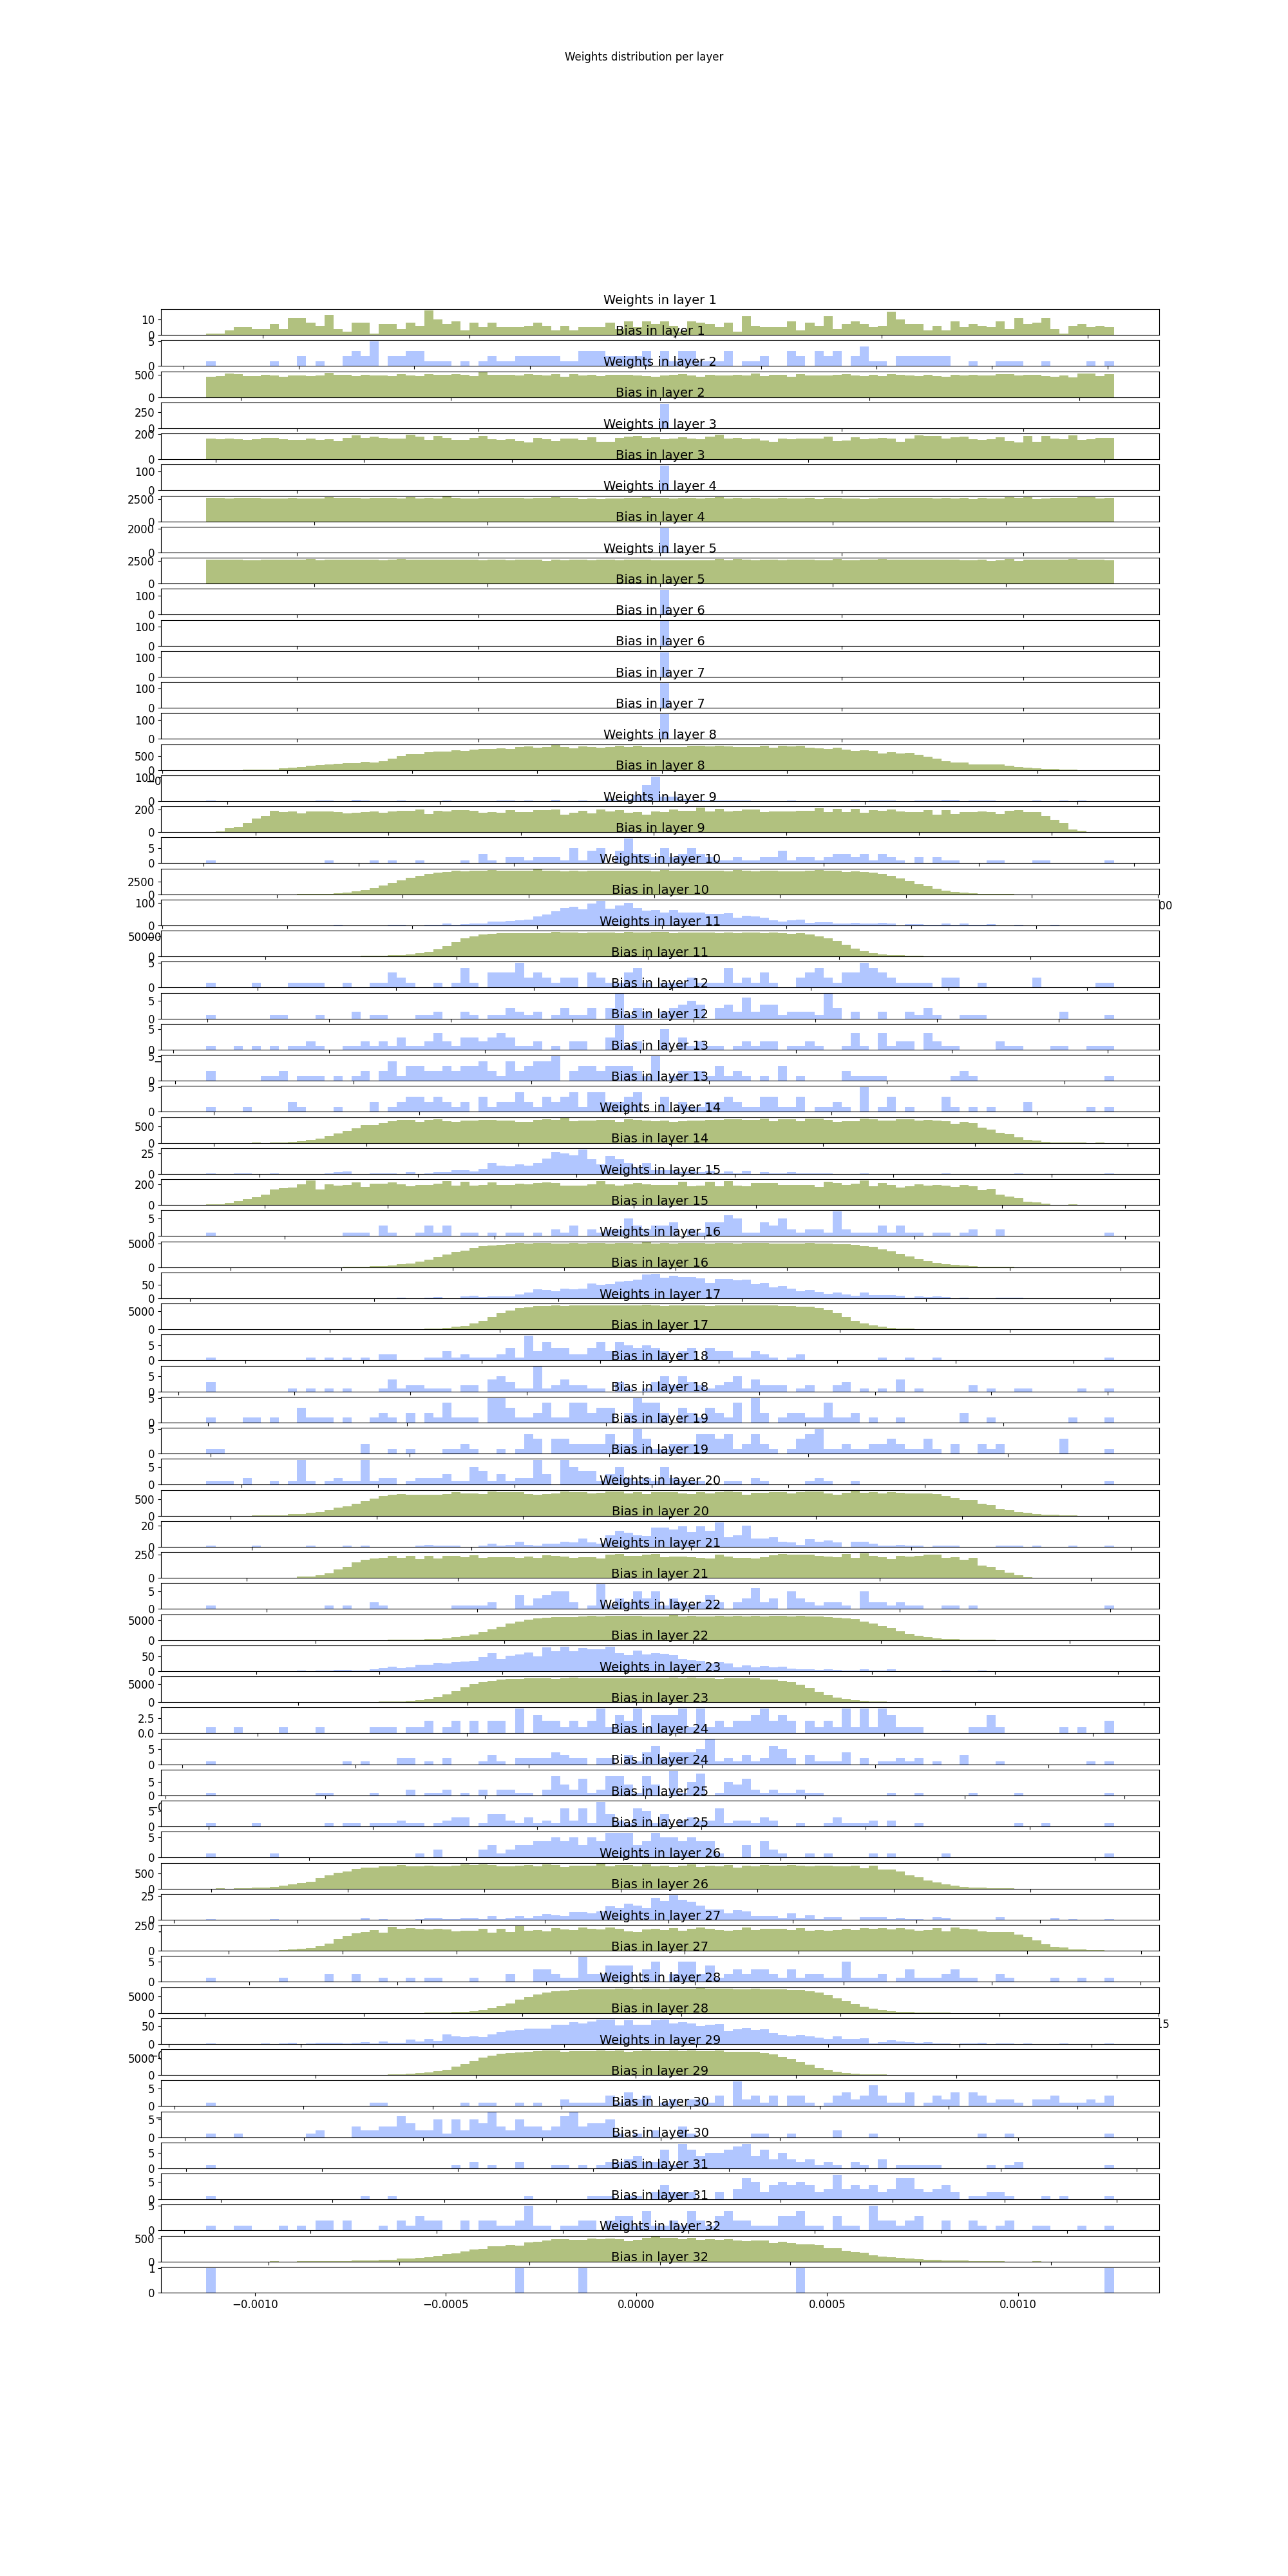 Weights distribution per layer
Weights in layer 1
10
0
Bias in layer 1
5
0
Weights in layer 2
500
0
Bias in layer 2
250
0
Weights in layer 3
200
0
Bias in layer 3
100
0
Weights in layer 4
2500
0
Bias in layer 4
2000
0
Weights in layer 5
2500
0
Bias in layer 5
100
0
Bias in layer 6
100
0
Bias in layer 6
100
0
Bias in layer 7
100
0
Bias in layer 7
100
0
Weights in layer 8
500
0
Bias in layer 8
100
0
Weights in layer 9
200
0
Bias in layer 9
5
0
Weights in layer 10
2500
0
Bias in layer 10
100
0
Weights in layer 11
0
Bias in layer 11
5
0
Bias in layer 12
5
0
Bias in layer 12
5
0
Bias in layer 13
5
0
Bias in layer 13
5
0
Weights in layer 14
500
0
Bias in layer 14
25
0
Weights in layer 15
200
0
Bias in layer 15
5
0
Weights in layer 16
5000
0
Bias in layer 16
50
0
Weights in layer 17
5000
0
Bias in layer 17
5
0
Bias in layer 18
5
0
Bias in layer 18
5
0
Bias in layer 19
5
0
Bias in layer 19
5
0
Weights in layer 20
500
0
Bias in layer 20
20
0
Weights in layer 21
250
0
Bias in layer 21
5
0
Weights in layer 22
5000
0
Bias in layer 22
50
0
Weights in layer 23
5000
0
Bias in layer 23
2.5
0.0
Bias in layer 24
5
0
Bias in layer 24
5
0
Bias in layer 25
5
0
Bias in layer 25
5
0
Weights in layer 26
500
0
Bias in layer 26
25
0
Weights in layer 27
250
0
Bias in layer 27
5
0
Weights in layer 28
5000
0
Bias in layer 28
50
0
Weights in layer 29
5000
0
Bias in layer 29
5
0
Bias in layer 30
5
0
Bias in layer 30
5
0
Bias in layer 31
5
0
Bias in layer 31
5
0
Weights in layer 32
500
0
Bias in layer 32
1
0
−0.0010 −0.0005 0.0000 0.0005 0.0010